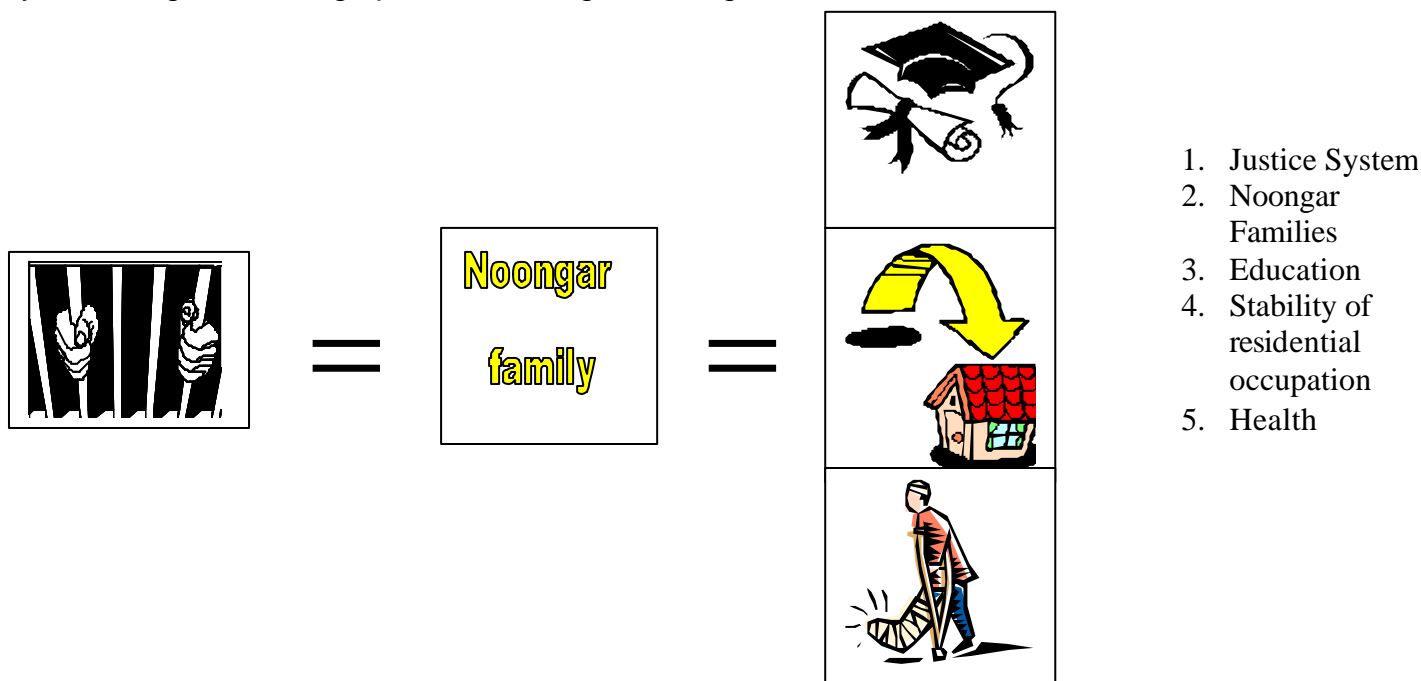 Noongar
family
=
=
1. Justice System
2. Noongar
Families
3. Education
4. Stability of
residential
occupation
5. Health